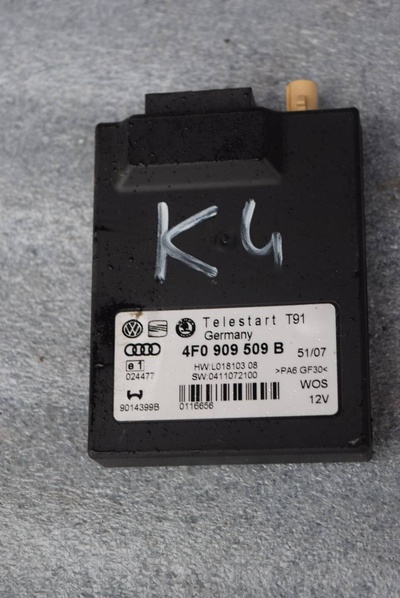 K4
Telestart T91
Germany
4F0 909 509 B 51/07
e1 HW:L018103 08 >PA6 GF30<
024477 SW:0411072100 WOS
9014399B 0116656 12V